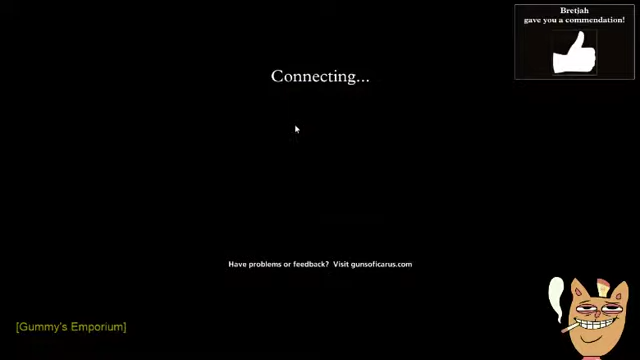 Bretjah
gave you a commendation!
Connecting...
Have problems or feedback? Visit gunsoficarus.com
[Gummy's Emporium]